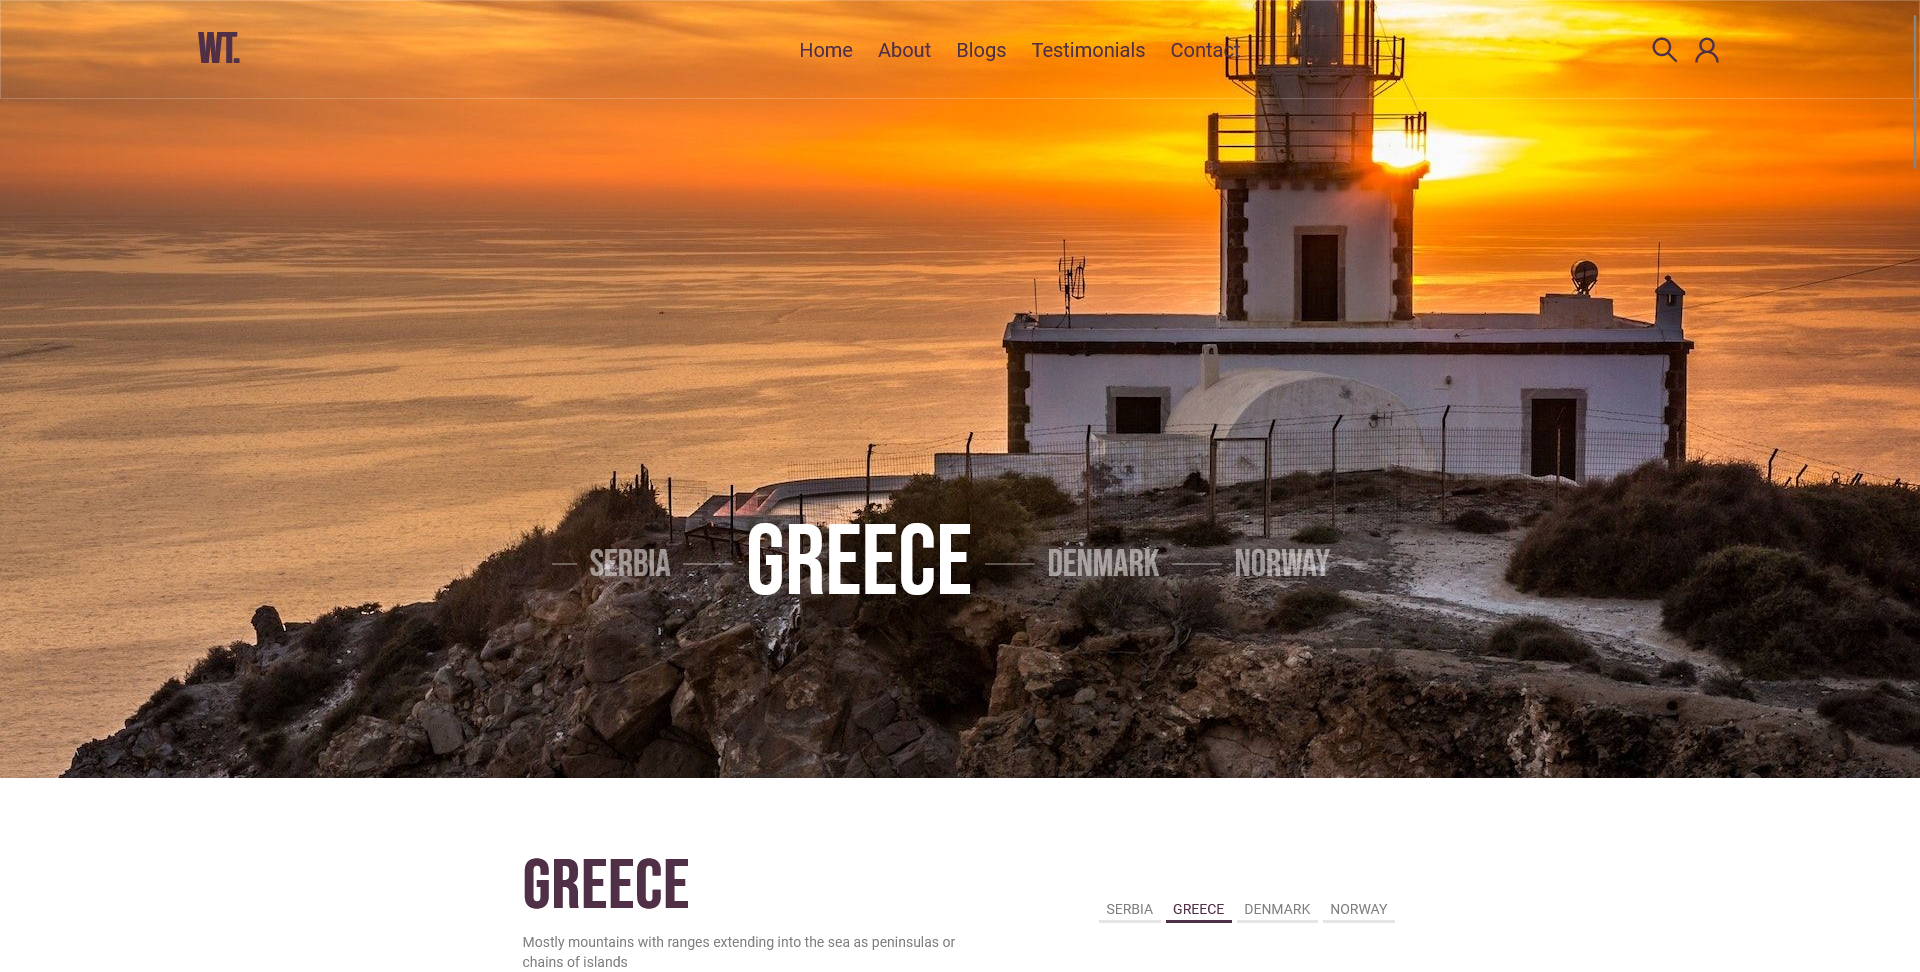 WT.
Home About Blogs Testimonials Contact
SERBIA GREECE DENMARK NORWAY
GREECE
SERBIA GREECE DENMARK NORWAY
Mostly mountains with ranges extending into the sea as peninsulas or
chains of islands